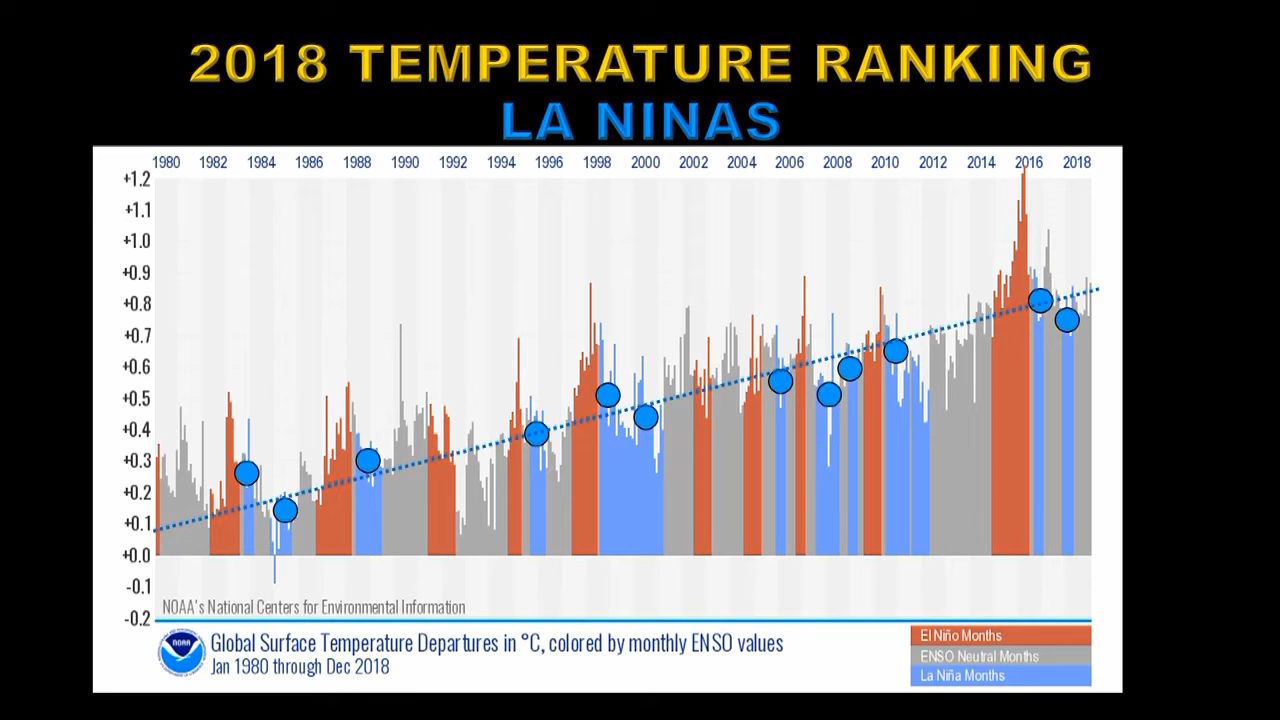 2018 TEMPERATURE RANKING
LA NINAS
1980 1982 1984 1986 1988 1990 1992 1994 1996 1998 2000 2002 2004 2006 2008 2010 2012 2014 2016 2018
+1.2
+1.1
+1.0
+0.9
+0.8
+0.7
+0.6
+0.5
+0.4
+0.3
+0.2
+0.1
+0.0
-0.1
-0.2
NOAA's National Centers for Environmental Information
NOAA
Global Surface Temperature Departures in °C, colored by monthly ENSO values
Jan 1980 through Dec 2018
El Niño Months
ENSO Neutral Months
La Niña Months